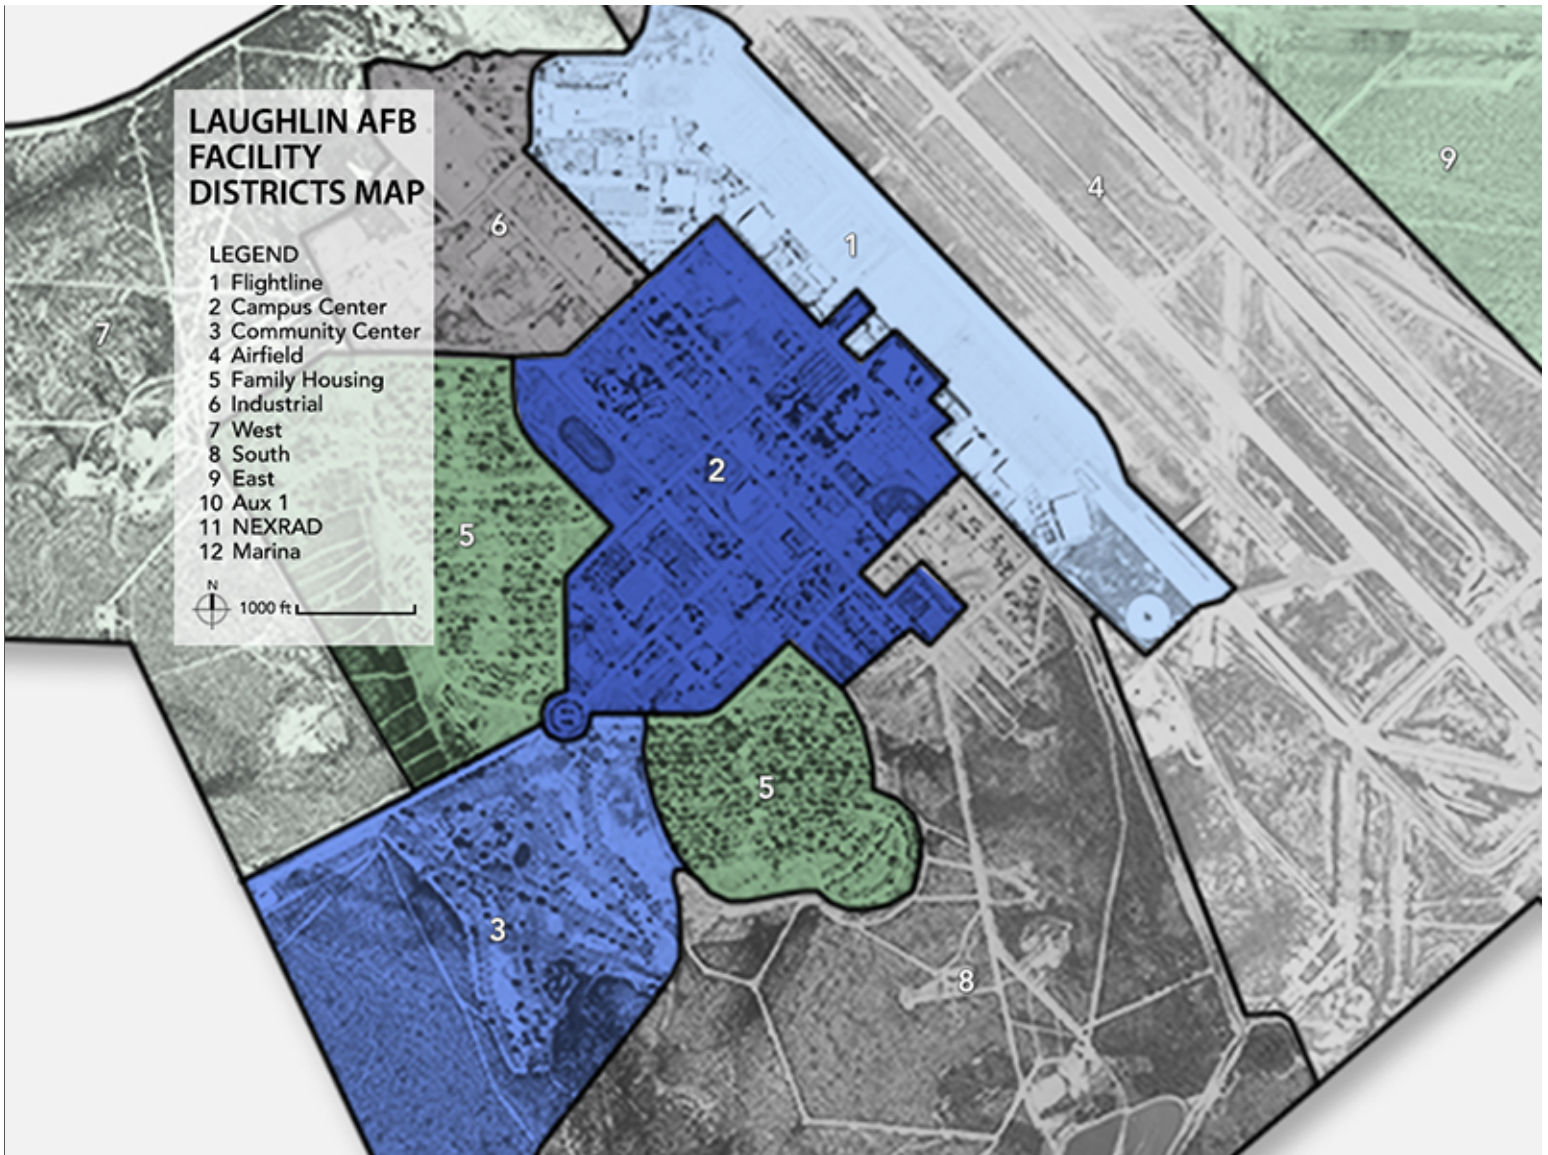 LAUGHLIN AFB
FACILITY
DISTRICTS MAP
LEGEND
1 Flightline
2 Campus Center
3 Community Center
4 Airfield
5 Family Housing
6 Industrial
7 West
8 South
9 East
10 Aux 1
11 NEXRAD
12 Marina
N
1000 ft
9
4
6
1
7
2
5
5
3
8